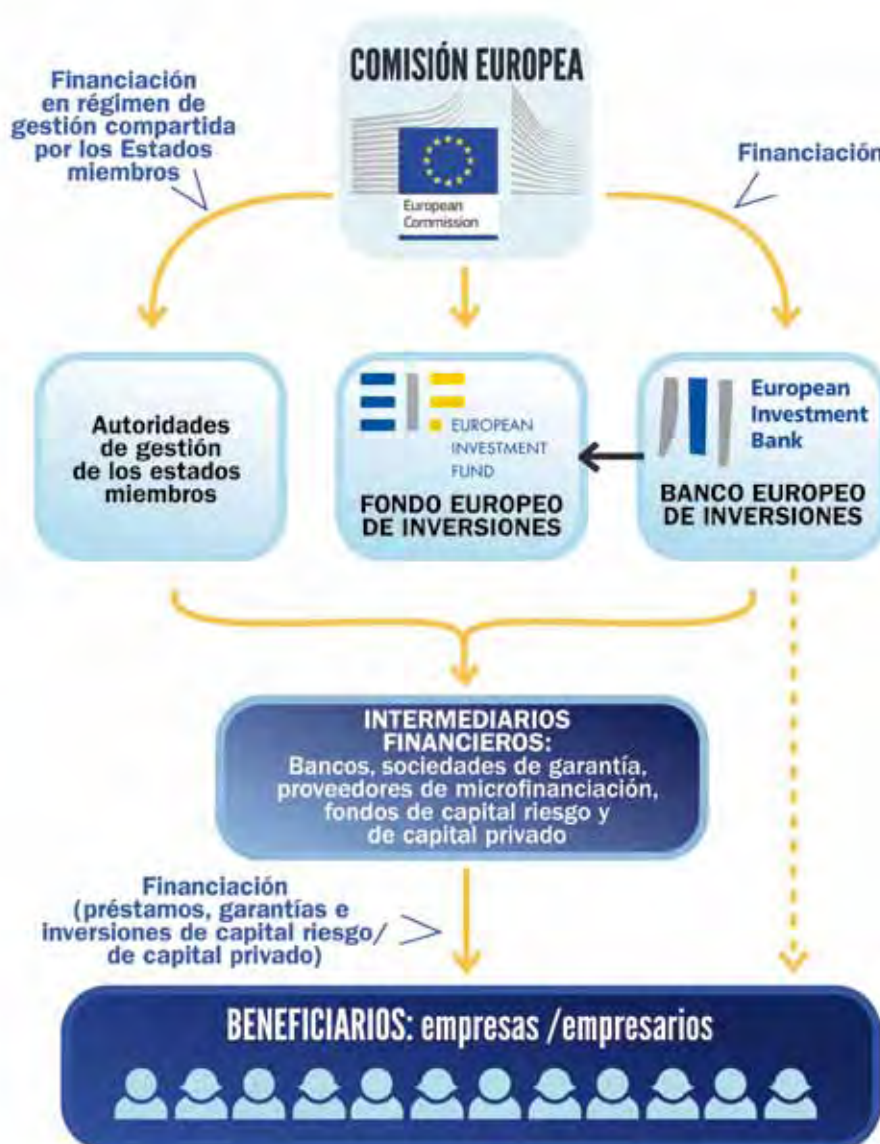 COMISIÓN EUROPEA
European
Commission
Financiación
en régimen de
gestión compartida
por los Estados
miembros
Financiación
Autoridades
de gestión
de los estados
miembros
EUROPEAN
INVESTMENT
FUND
FONDO EUROPEO
DE INVERSIONES
European
Investment
Bank
BANCO EUROPEO
DE INVERSIONES
INTERMEDIARIOS
FINANCIEROS:
Bancos, sociedades de garantía,
proveedores de microfinanciación,
fondos de capital riesgo y
de capital privado
Financiación
(préstamos, garantías e
inversiones de capital riesgo/
de capital privado)
BENEFICIARIOS: empresas /empresarios